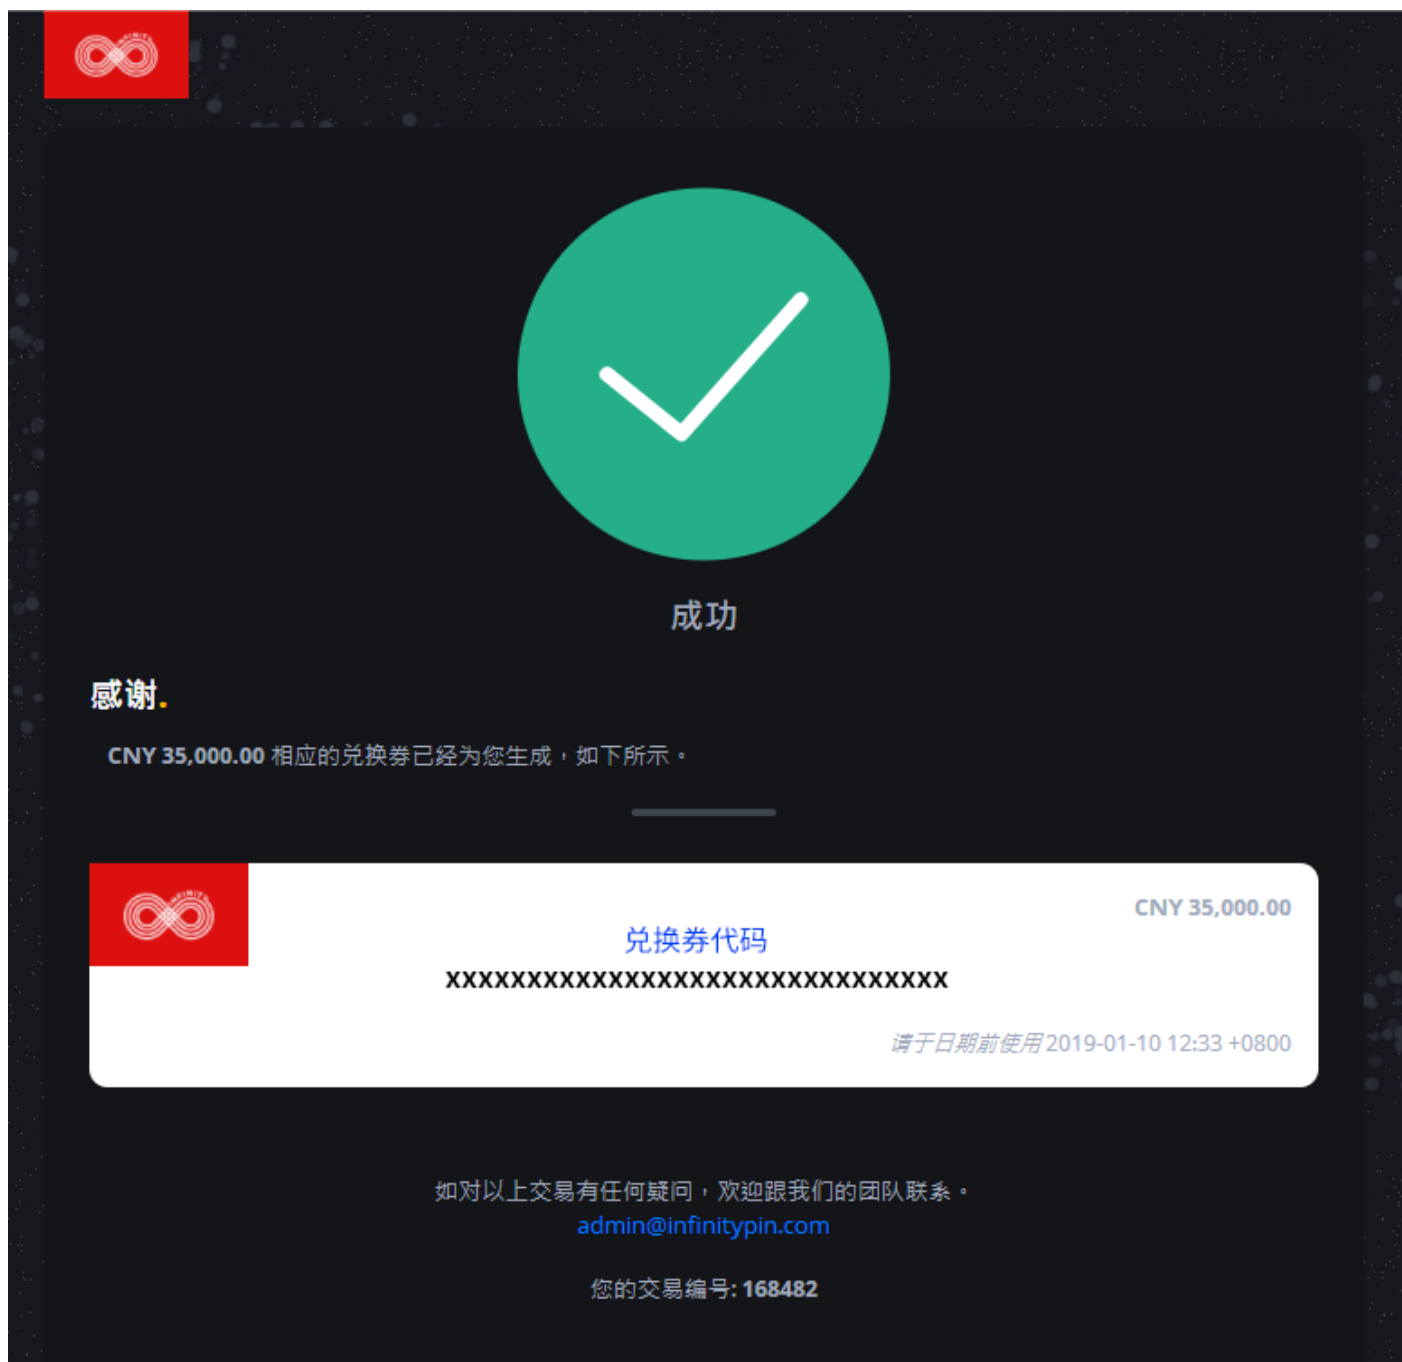 INFINITY
成功
感谢.
CNY 35,000.00 相应的兑换券已经为您生成，如下所示。
INFINITY
CNY 35,000.00
兑换券代码
XXXXXXXXXXXXXXXXXXXXXXXXXXXXXXX
请于日期前使用 2019-01-10 12:33 +0800
如对以上交易有任何疑问，欢迎跟我们的团队联系。
admin@infinitypin.com
您的交易编号: 168482